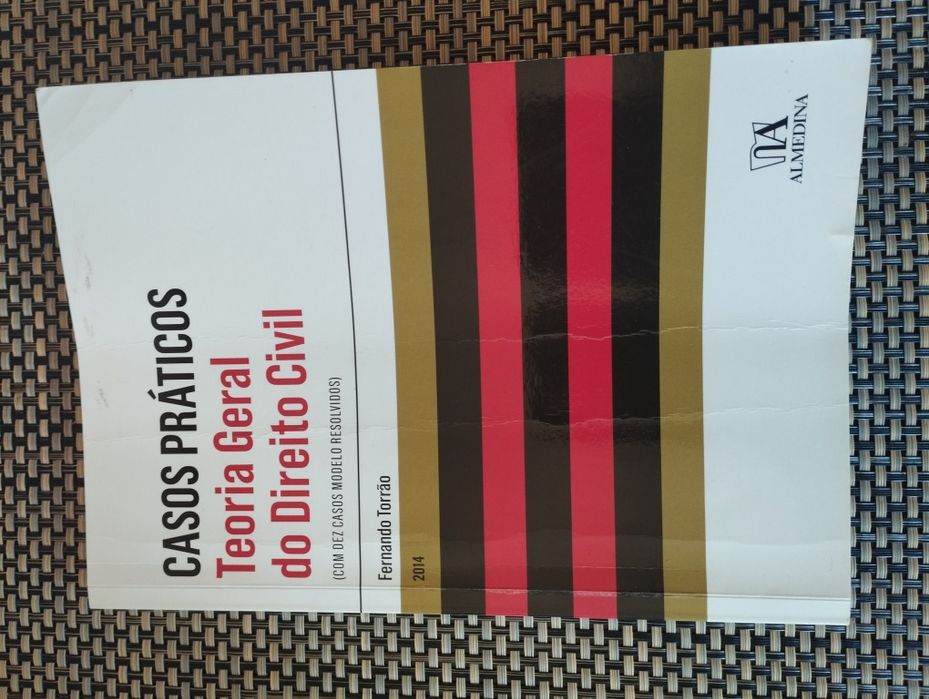 CASOS PRÁTICOS
Teoria Geral
do Direito Civil
(COM DEZ CASOS MODELO RESOLVIDOS)
Fernando Torrão
2014
ALMEDINA